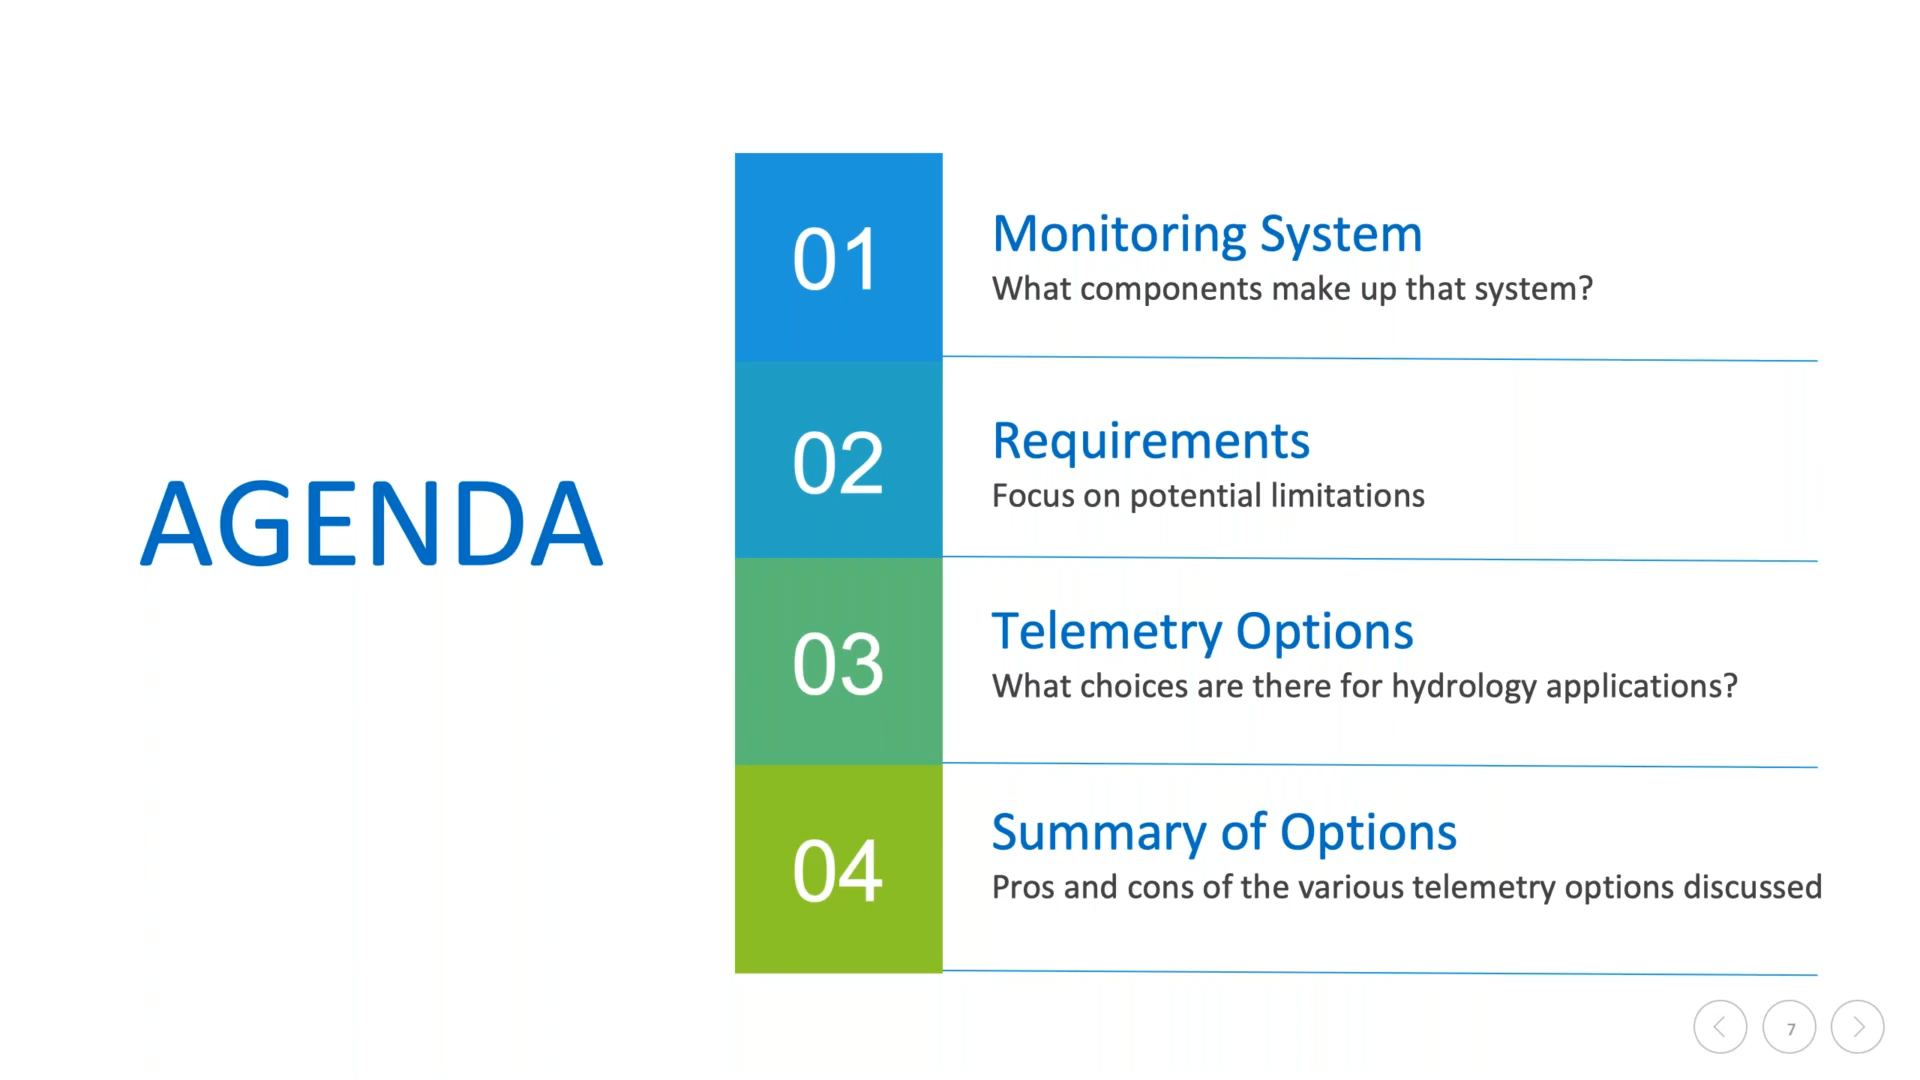 AGENDA
01
Monitoring System
What components make up that system?
02
Requirements
Focus on potential limitations
03
Telemetry Options
What choices are there for hydrology applications?
04
Summary of Options
Pros and cons of the various telemetry options discussed
7